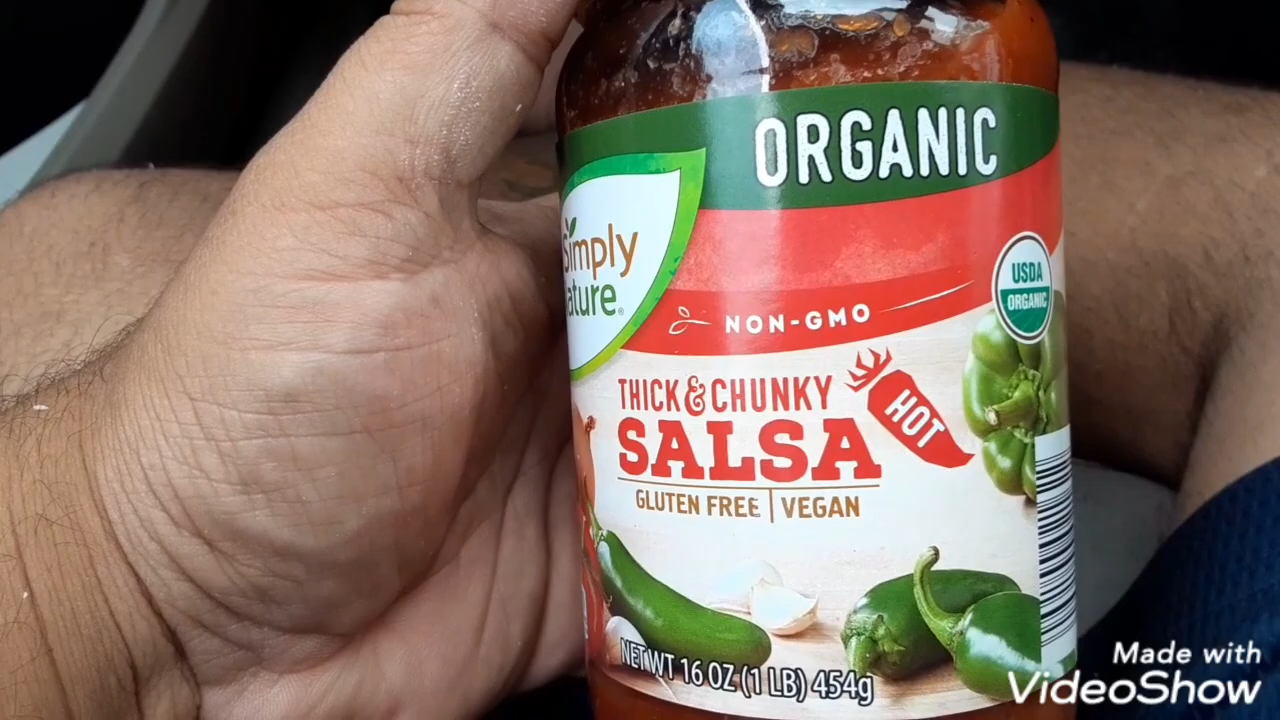 ORGANIC
Simply
ature®
USDA
ORGANIC
NON-GMO
THICK & CHUNKY
SALSA
HOT
GLUTEN FREE | VEGAN
NET WT 16 OZ (1 LB) 454g
Made with
VideoShow